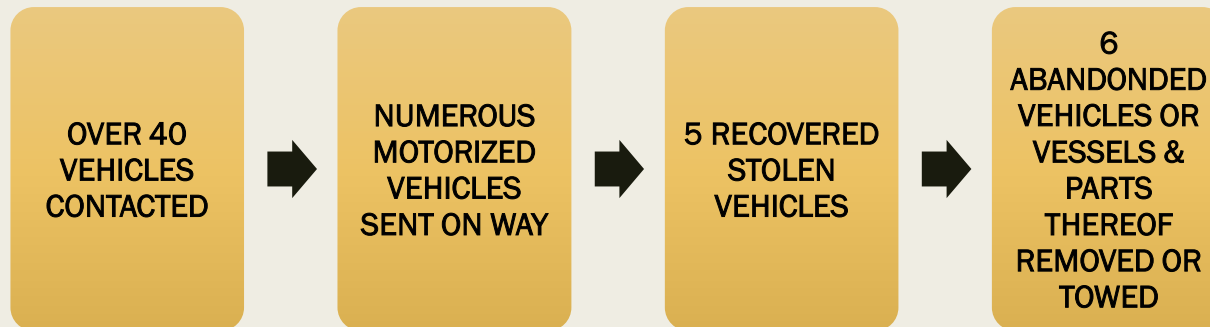 OVER 40
VEHICLES
CONTACTED
NUMEROUS
MOTORIZED
VEHICLES
SENT ON WAY
5 RECOVERED
STOLEN
VEHICLES
6
ABANDONDED
VEHICLES OR
VESSELS &
PARTS
THEREOF
REMOVED OR
TOWED